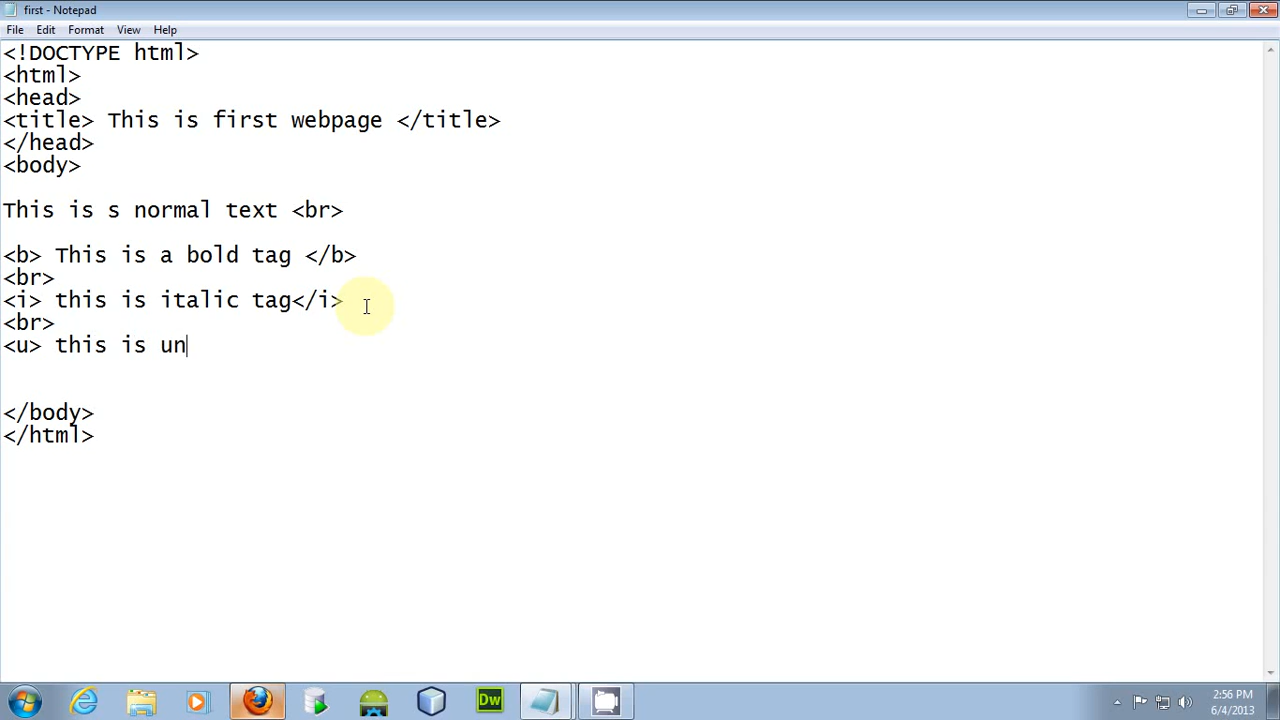 first - Notepad
File Edit Format View Help
<!DOCTYPE html>
<html>
<head>
<title> This is first webpage </title>
</head>
<body>
This is s normal text <br>
<b> This is a bold tag </b>
<br>
<i> this is italic tag</i>
<br>
<u> this is un
</body>
</html>
Dw
2:56 PM
6/4/2013